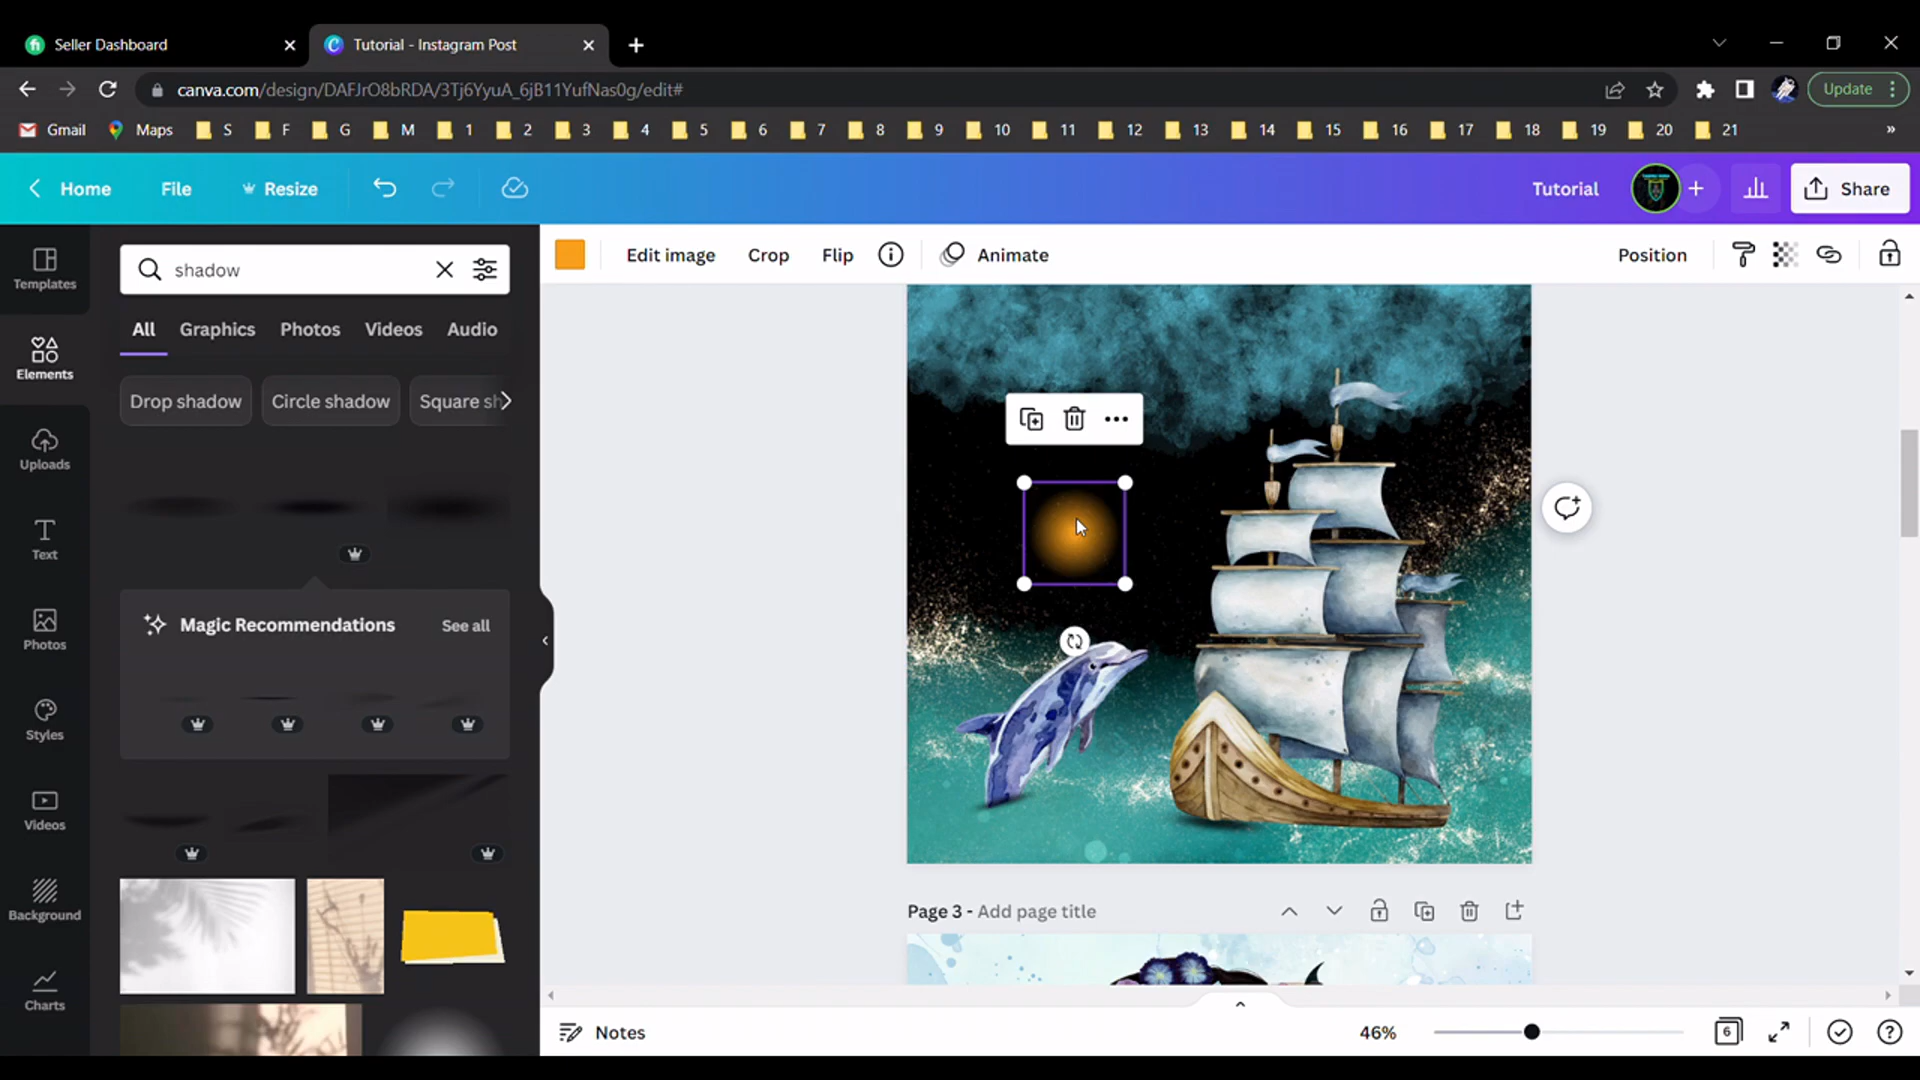 Seller Dashboard
Tutorial - Instagram Post
canva.com/design/DAFJrO8bRDA/3Tj6YyuA_6jB11YufNas0g/edit#
Update
Gmail Maps S F G M 1 2 3 4 5 6 7 8 9 10 11 12 13 14 15 16 17 18 19 20 21
Home File Resize Tutorial Share
shadow
Edit image Crop Flip Animate Position
Templates
All Graphics Photos Videos Audio
Elements
Drop shadow Circle shadow Square sh
Uploads
Text
Magic Recommendations See all
Photos
Styles
Videos
Background
Page 3 - Add page title
Charts
Notes 46% 6